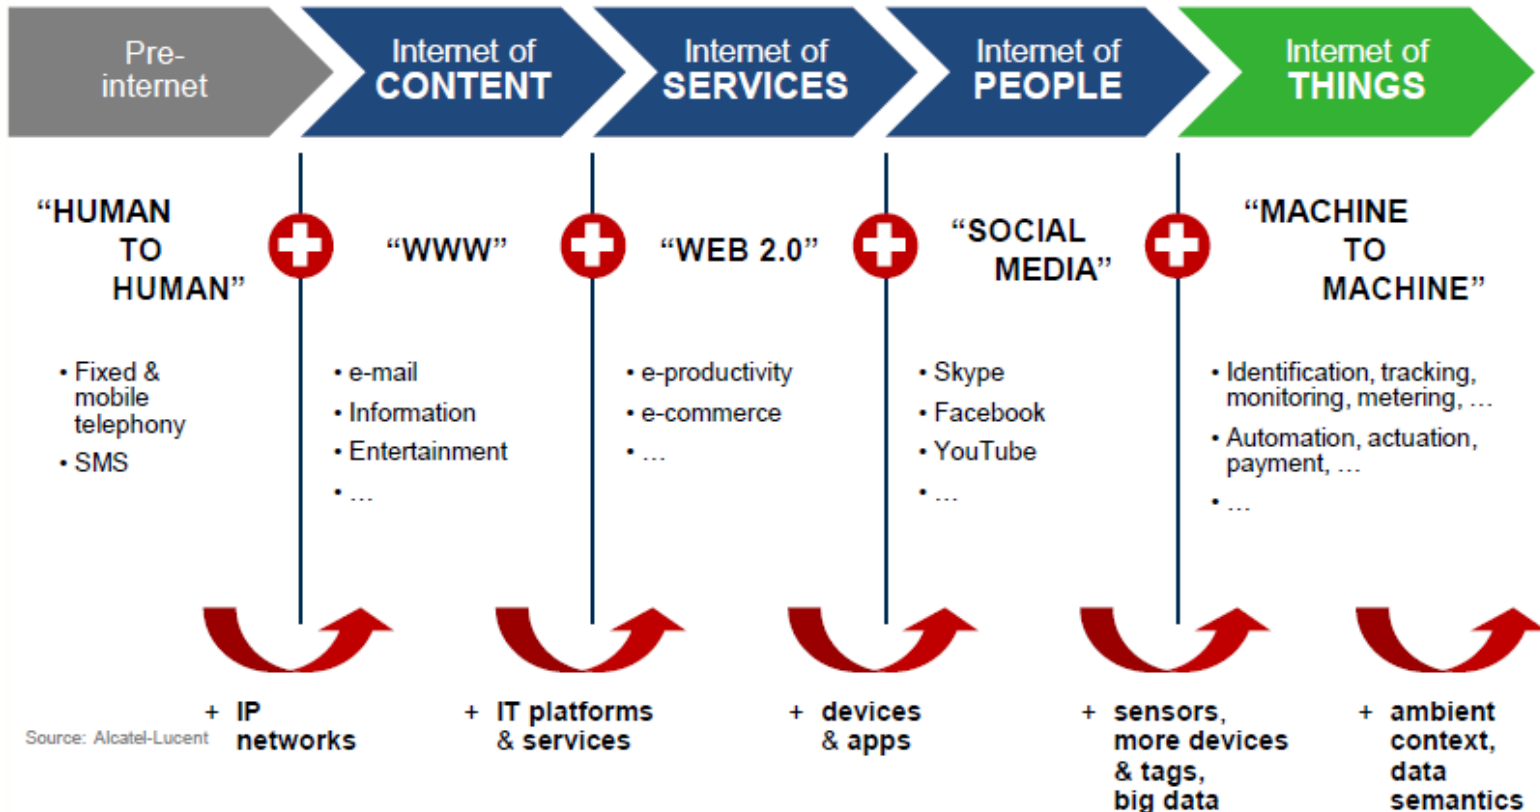 Pre-
internet
Internet of
CONTENT
Internet of
SERVICES
Internet of
PEOPLE
Internet of
THINGS
“HUMAN
TO
HUMAN”
“WWW”
“WEB 2.0”
“SOCIAL
MEDIA”
“MACHINE
TO
MACHINE”
• Fixed &
mobile
telephony
• SMS
• e-mail
• Information
• Entertainment
• …
• e-productivity
• e-commerce
• …
• Skype
• Facebook
• YouTube
• …
• Identification, tracking,
monitoring, metering, …
• Automation, actuation,
payment, …
• …
+ IP
networks
+ IT platforms
& services
+ devices
& apps
+ sensors,
more devices
& tags,
big data
+ ambient
context,
data
semantics
Source: Alcatel-Lucent